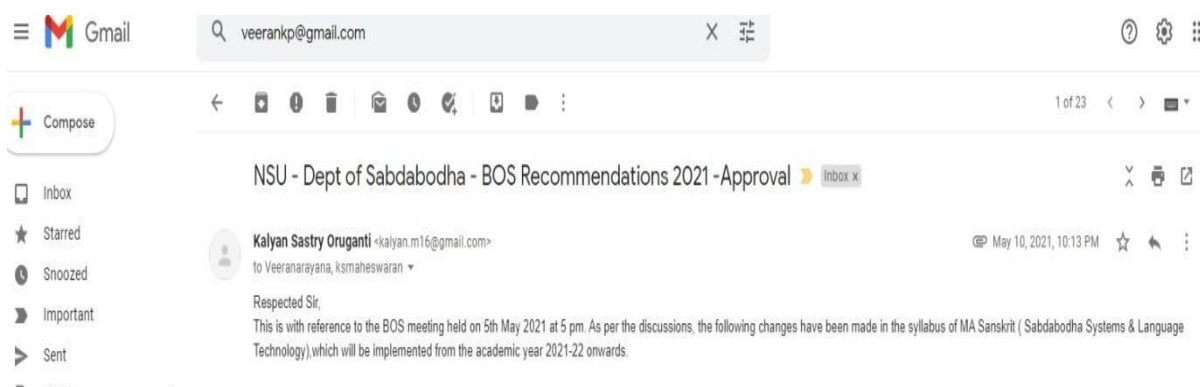 Gmail
veerankp@gmail.com
Compose
1 of 23
NSU - Dept of Sabdabodha - BOS Recommendations 2021 -Approval Inbox x
Inbox
Starred
Kalyan Sastry Oruganti <kalyan.m16@gmail.com>
May 10, 2021, 10:13 PM
to Veeranarayana, ksmaheswaran
Snoozed
Important
Sent
Respected Sir,
This is with reference to the BOS meeting held on 5th May 2021 at 5 pm. As per the discussions, the following changes have been made in the syllabus of MA Sanskrit ( Sabdabodha Systems & Language
Technology),which will be implemented from the academic year 2021-22 onwards.